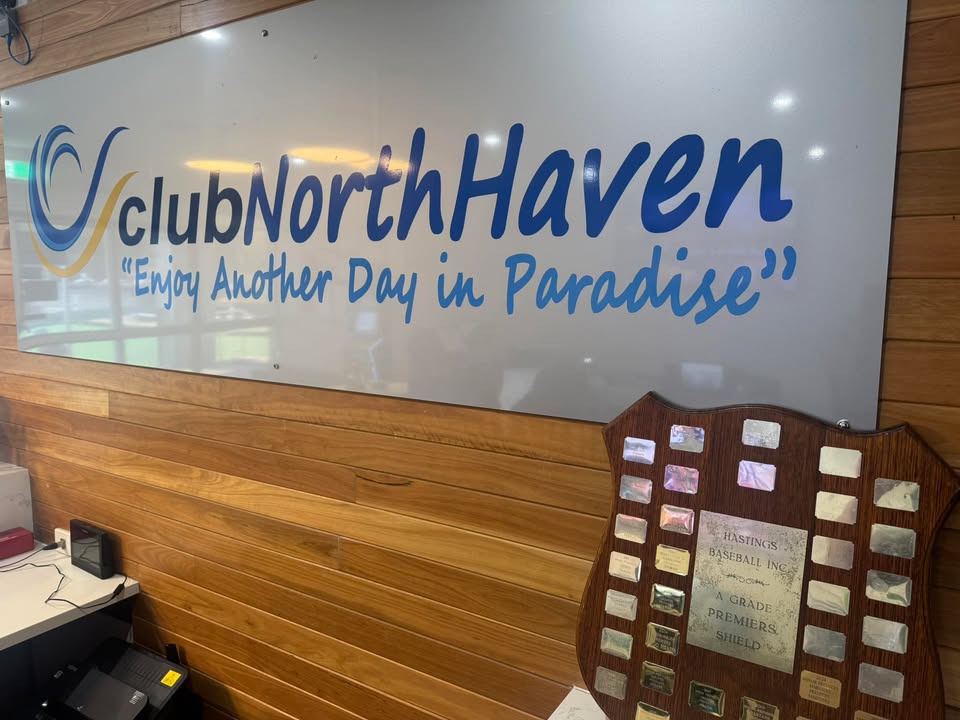 clubNorthHaven
"Enjoy Another Day in Paradise"
HASTINGS
BASEBALL INC
A GRADE
PREMIERS
SHIELD